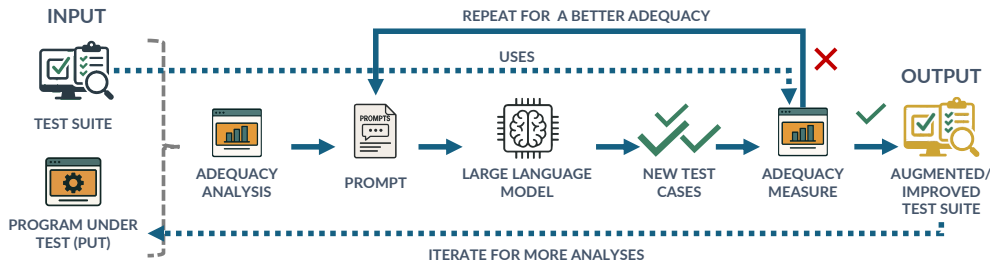 INPUT
REPEAT FOR A BETTER ADEQUACY
USES
OUTPUT
TEST SUITE
PROMPTS
ADEQUACY
ANALYSIS
PROMPT
LARGE LANGUAGE
MODEL
NEW TEST
CASES
ADEQUACY
MEASURE
AUGMENTED/
IMPROVED
TEST SUITE
PROGRAM UNDER
TEST (PUT)
ITERATE FOR MORE ANALYSES